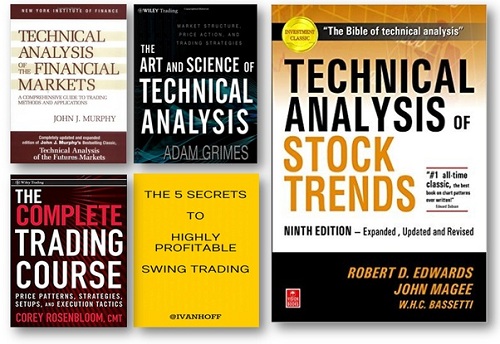 NEW YORK INSTITUTE OF FINANCE
TECHNICAL
ANALYSIS
OF THE FINANCIAL
MARKETS
A COMPREHENSIVE GUIDE TO TRADING
METHODS AND APPLICATIONS
JOHN J. MURPHY
Completely updated and expanded
edition of John J. Murphy's Bestselling Classic,
Technical Analysis
of the Futures Markets
WILEY Trading
MARKET STRUCTURE,
PRICE ACTION, AND
TRADING STRATEGIES
THE
ART AND SCIENCE OF
TECHNICAL
ANALYSIS
ADAM GRIMES
Wiley Trading
THE
COMPLETE
TRADING
COURSE
PRICE PATTERNS, STRATEGIES,
SETUPS, AND EXECUTION TACTICS
COREY ROSENBLOOM, CMT
THE 5 SECRETS
TO
HIGHLY
PROFITABLE
SWING TRADING
@IVANHOFF
INVESTMENT
CLASSIC
"The Bible of technical analysis"
TECHNICAL
ANALYSIS OF
STOCK
TRENDS
"#1 all-time
classic, the best
book on chart patterns
ever written!"
Edward Dobson
NINTH EDITION – Expanded, Updated and Revised
ROBERT D. EDWARDS
JOHN MAGEE
W.H.C. BASSETTI
VISION
BOOKS